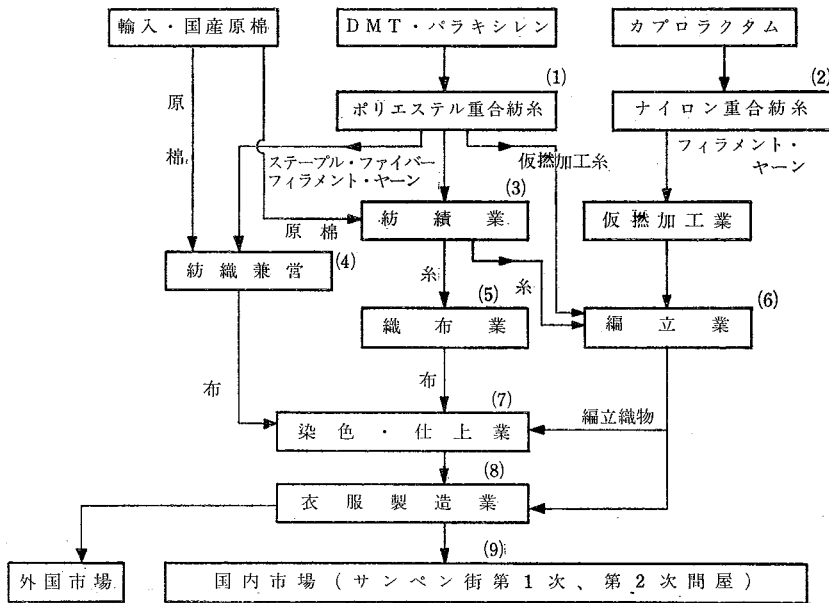 輸入・国産原棉
DMT・パラキシレン
カプロラクタム
(1)
(2)
ポリエステル重合紡糸
ナイロン重合紡糸
原棉
ステープル・ファイバー
フィラメント・ヤーン
仮撚加工糸
フィラメント・
ヤーン
(3)
紡績業
仮撚加工業
原棉
(4)
紡織兼営
糸
糸
(5)
(6)
織布業
編立業
布
布
(7)
編立織物
染色・仕上業
(8)
衣服製造業
(9)
外国市場
国内市場(サンペン街第1次、第2次問屋)